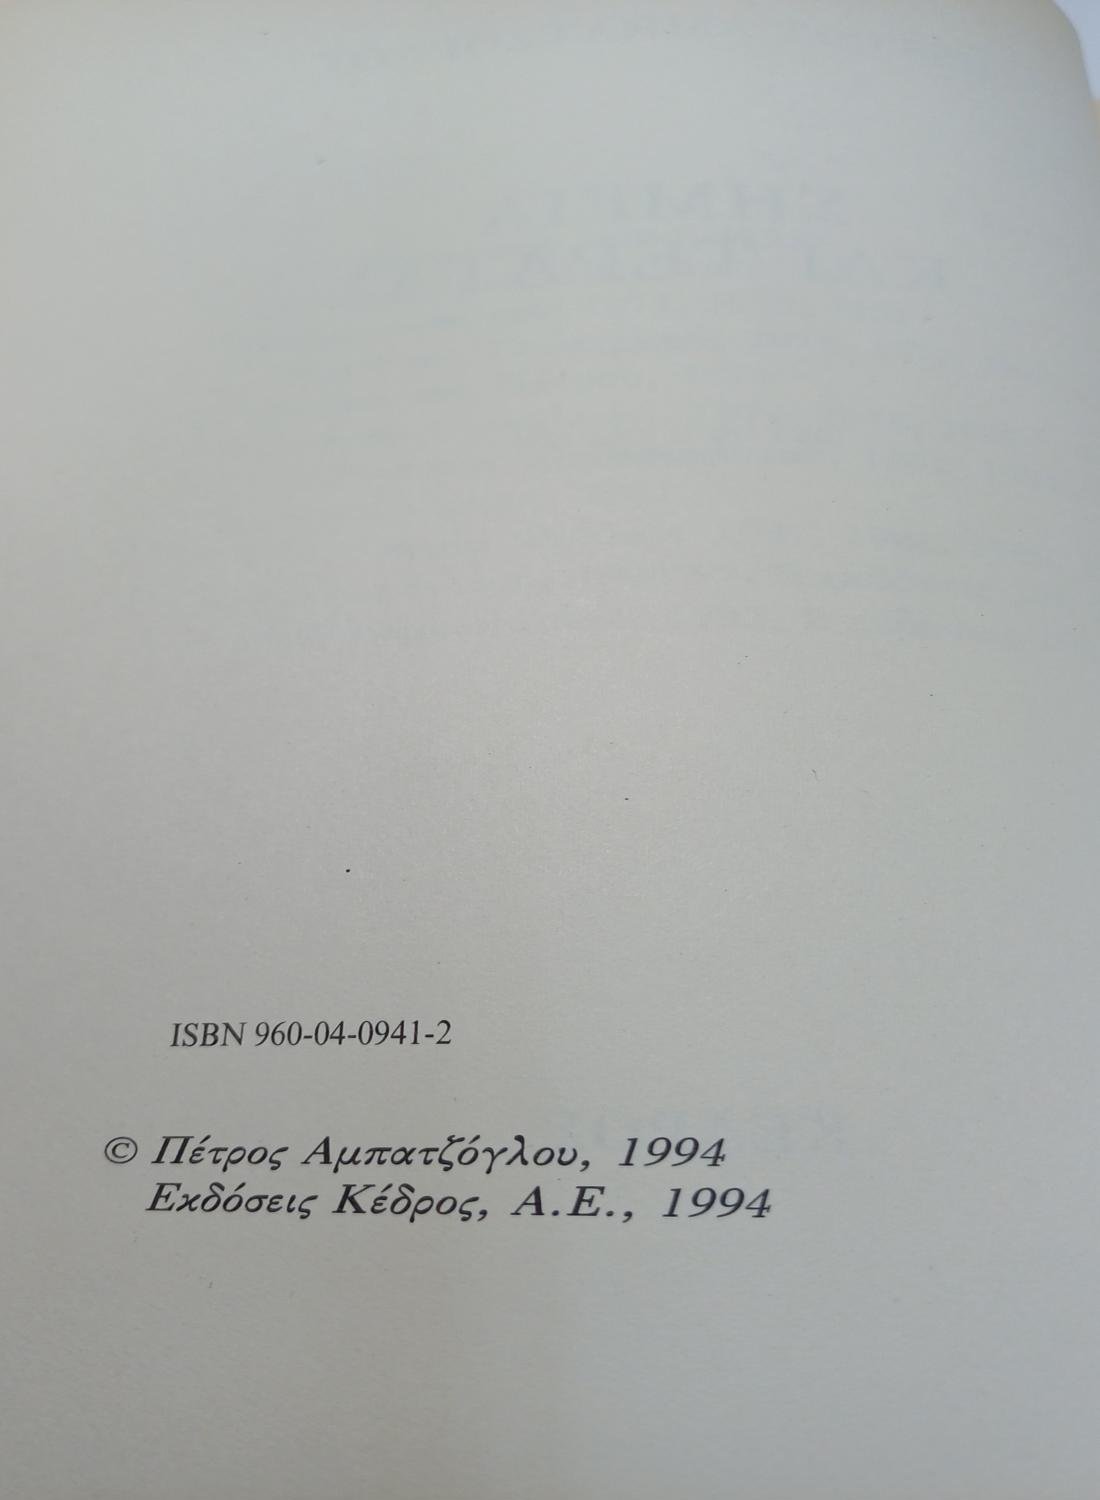 ISBN 960-04-0941-2
© Πέτρος Αμπατζόγλου, 1994
Εκδόσεις Κέδρος, Α.Ε., 1994